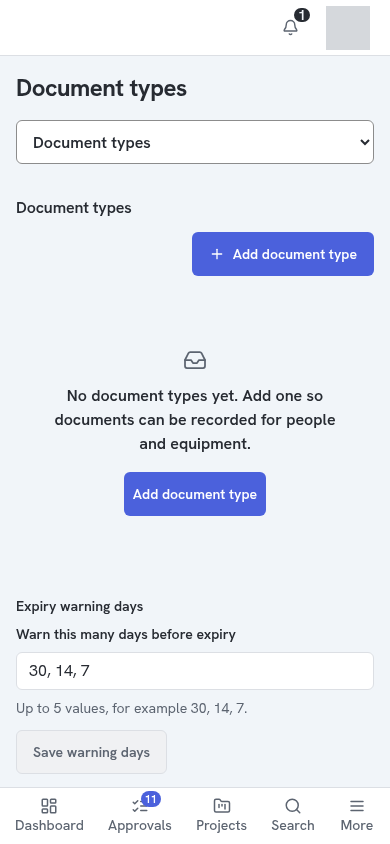 1
Document types
Document types
Document types
Add document type
No document types yet. Add one so
documents can be recorded for people
and equipment.
Add document type
Expiry warning days
Warn this many days before expiry
30, 14, 7
Up to 5 values, for example 30, 14, 7.
Save warning days
11
Dashboard
Approvals
Projects
Search
More